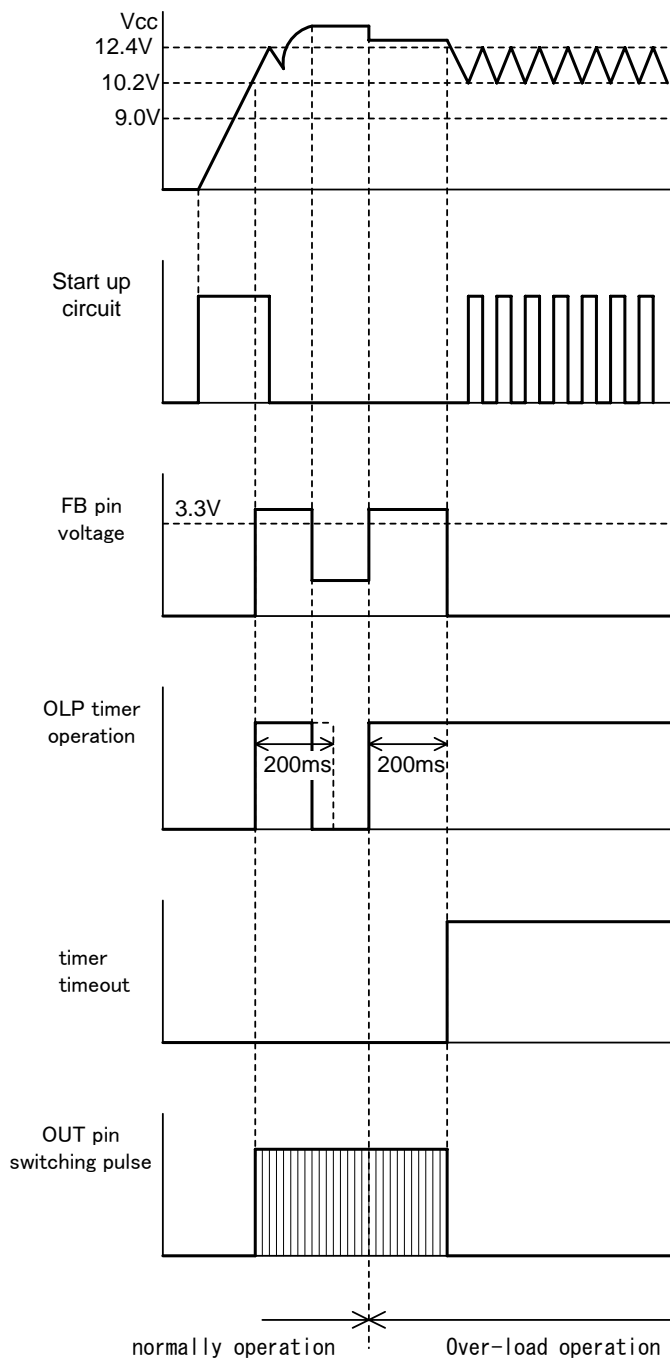 Vcc
12.4V
10.2V
9.0V
Start up
circuit
FB pin
voltage
3.3V
OLP timer
operation
200ms
200ms
timer
timeout
OUT pin
switching pulse
normally operation
Over-load operation